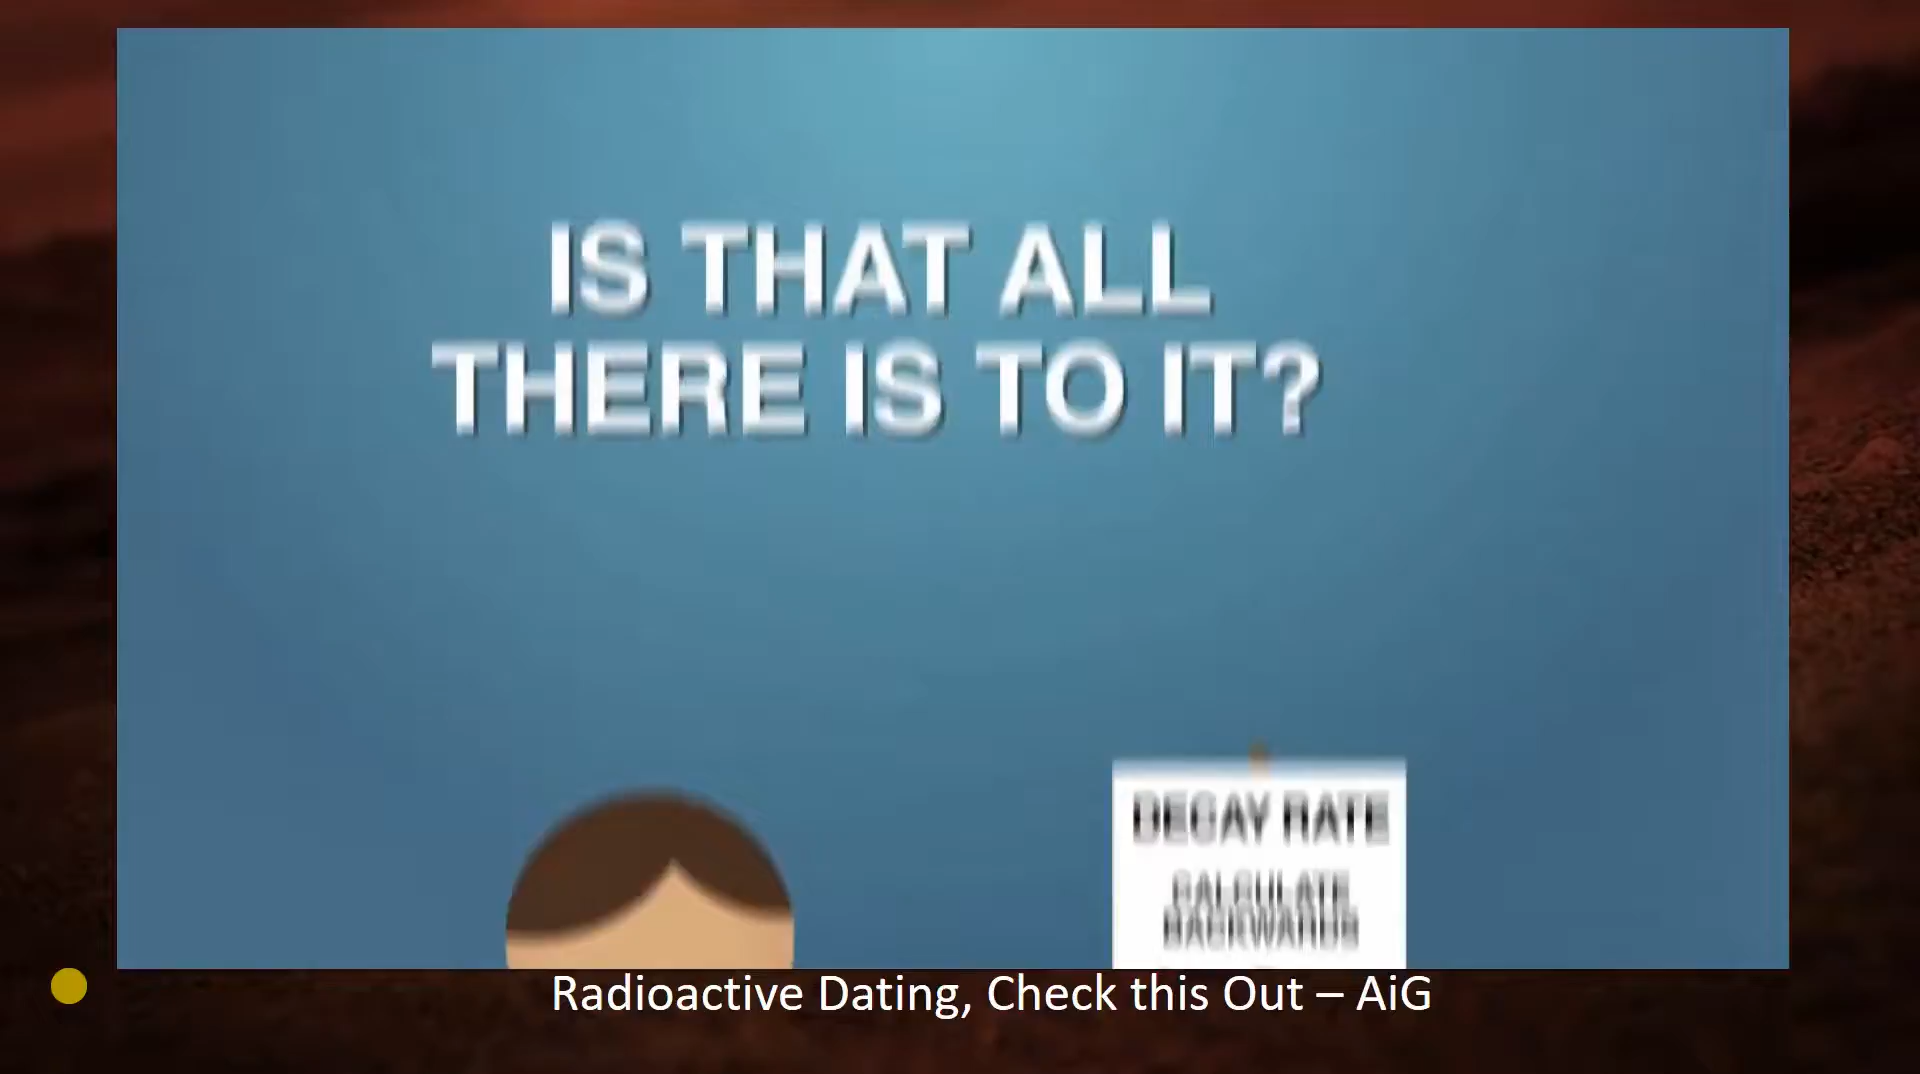 IS THAT ALL
THERE IS TO IT?
DECAY RATE
CALCULATE
BACKWARDS
Radioactive Dating, Check this Out – AiG